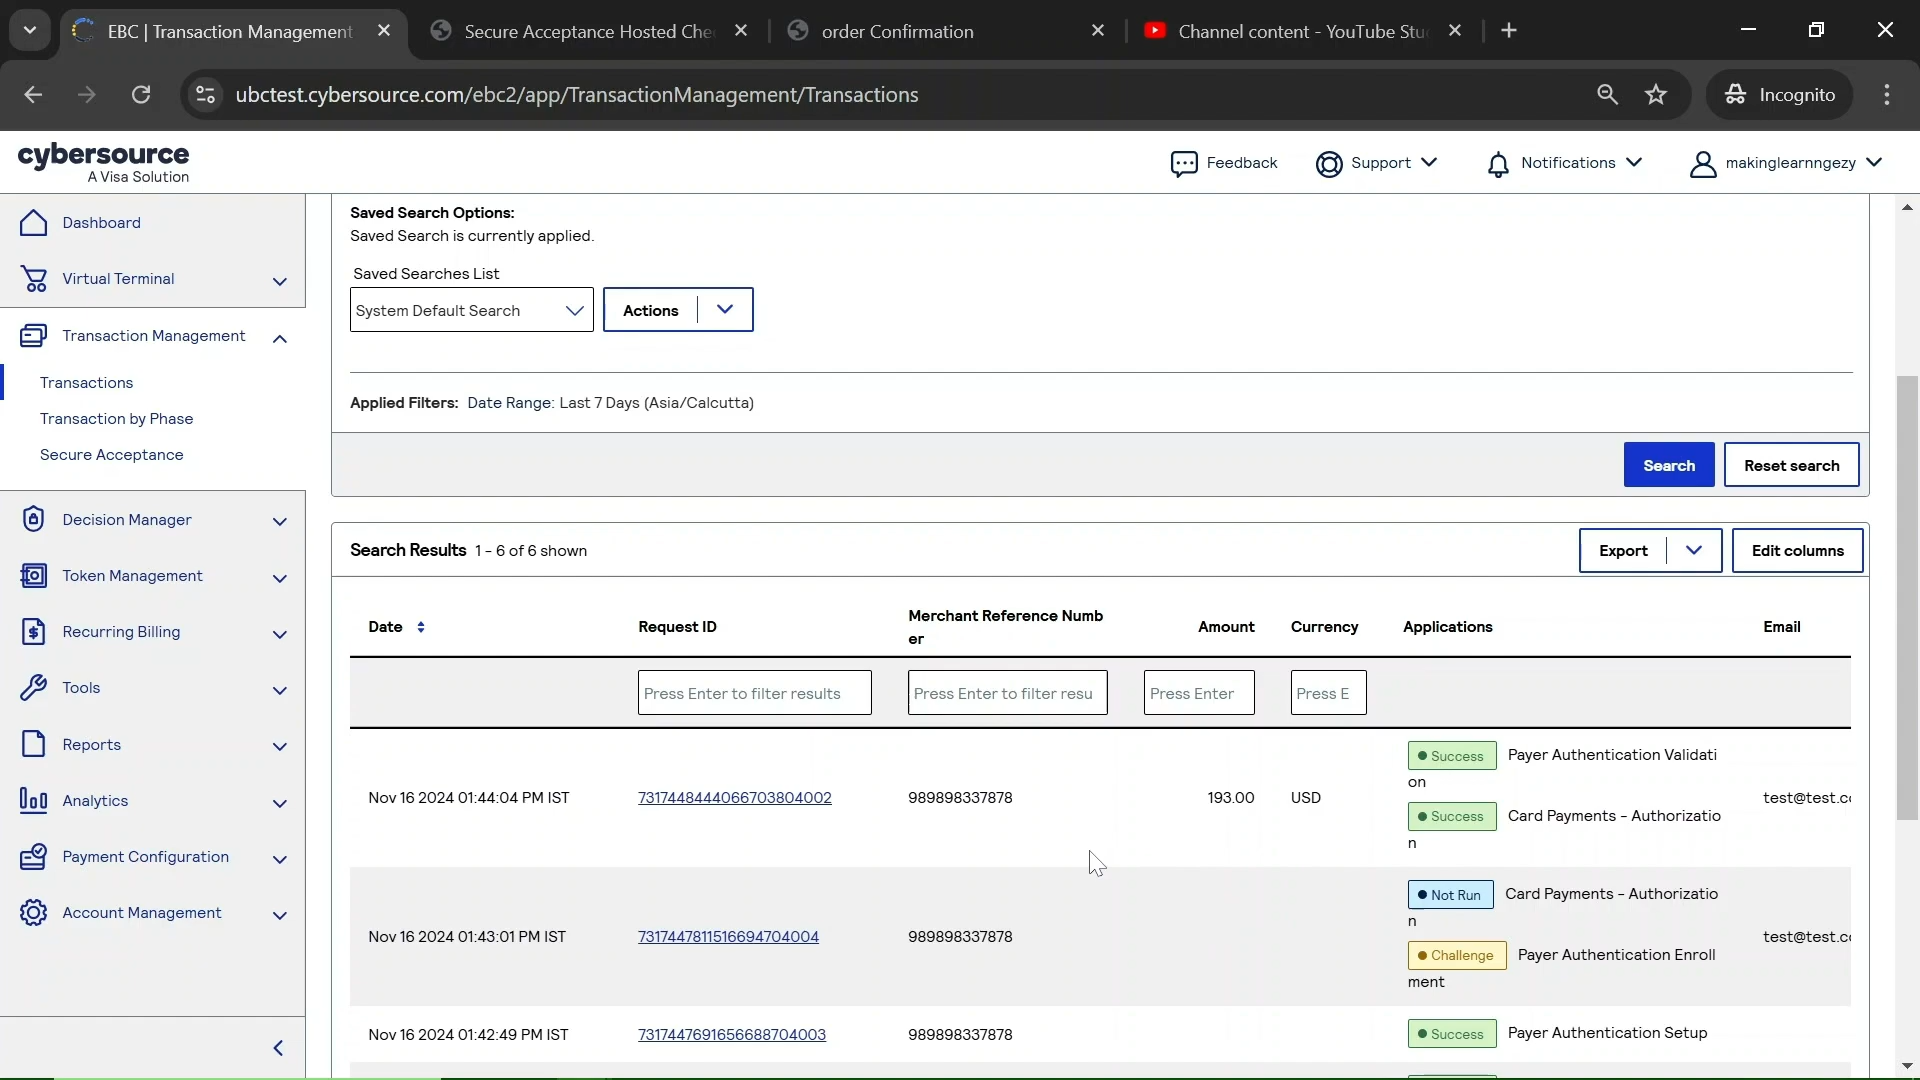 EBC | Transaction Management
Secure Acceptance Hosted Che
order Confirmation
Channel content - YouTube Stu
ubctest.cybersource.com/ebc2/app/TransactionManagement/Transactions
Incognito
cybersource
A Visa Solution
Feedback
Support
Notifications
makinglearnngezy
Dashboard
Virtual Terminal
Transaction Management
Transactions
Transaction by Phase
Secure Acceptance
Decision Manager
Token Management
Recurring Billing
Tools
Reports
Analytics
Payment Configuration
Account Management
Saved Search Options:
Saved Search is currently applied.
Saved Searches List
System Default Search
Actions
Applied Filters: Date Range: Last 7 Days (Asia/Calcutta)
Search
Reset search
Search Results 1 - 6 of 6 shown
Export
Edit columns
Date
Request ID
Merchant Reference Numb
er
Amount
Currency
Applications
Email
Press Enter to filter results
Press Enter to filter resu
Press Enter
Press E
Nov 16 2024 01:44:04 PM IST
7317448444066703804002
989898337878
193.00
USD
Success Payer Authentication Validati
on
Success Card Payments - Authorizatio
n
test@test.co
Nov 16 2024 01:43:01 PM IST
7317447811516694704004
989898337878
Not Run Card Payments - Authorizatio
n
Challenge Payer Authentication Enroll
ment
test@test.co
Nov 16 2024 01:42:49 PM IST
7317447691656688704003
989898337878
Success Payer Authentication Setup